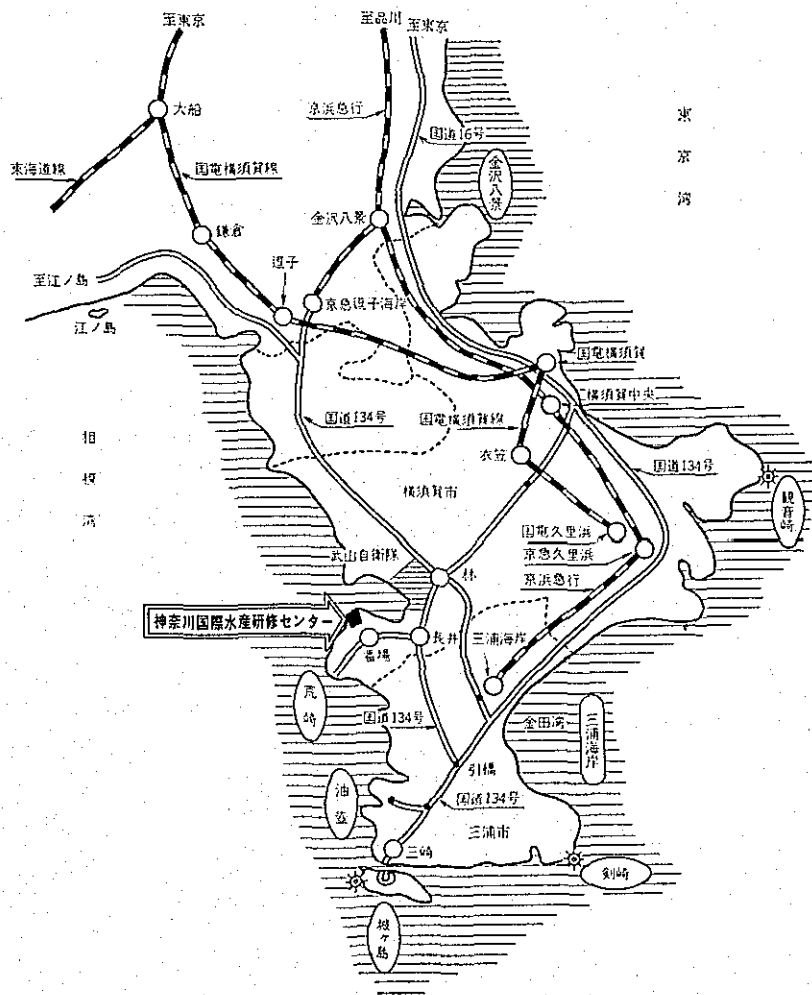 至東京
至品川
至東京
大船
京浜急行
国道16号
東京湾
東海道線
国電横須賀線
金沢八景
鎌倉
金沢八景
至江ノ島
逗子
京急逗子海岸
江ノ島
国電横須賀
横須賀中央
国道134号
国電横須賀線
相模湾
衣笠
国道134号
横須賀市
観音崎
国電久里浜
武山自衛隊
林
京急久里浜
京浜急行
神奈川国際水産研修センター
長井
三浦海岸
荒崎
国道134号
金田湾
三浦海岸
引橋
油壺
国道134号
三浦市
三崎
剣崎
城ヶ島